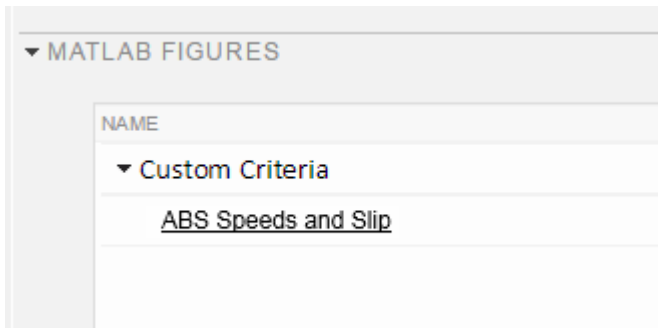 MATLAB FIGURES
NAME
Custom Criteria
ABS Speeds and Slip